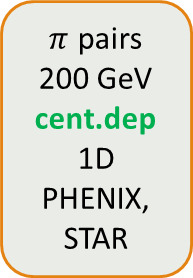 π pairs
200 GeV
cent.dep
1D
PHENIX,
STAR